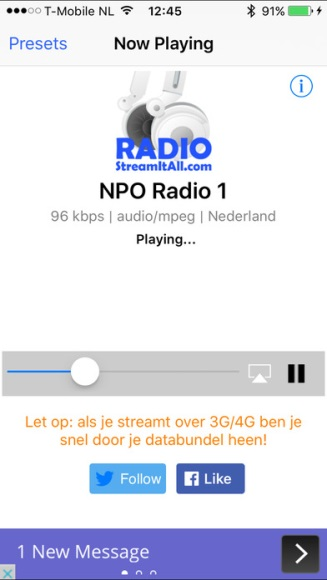 T-Mobile NL 12:45 91%
Presets Now Playing
RADIO
StreamItAll.com
NPO Radio 1
96 kbps | audio/mpeg | Nederland
Playing...
Let op: als je streamt over 3G/4G ben je
snel door je databundel heen!
Follow Like
1 New Message